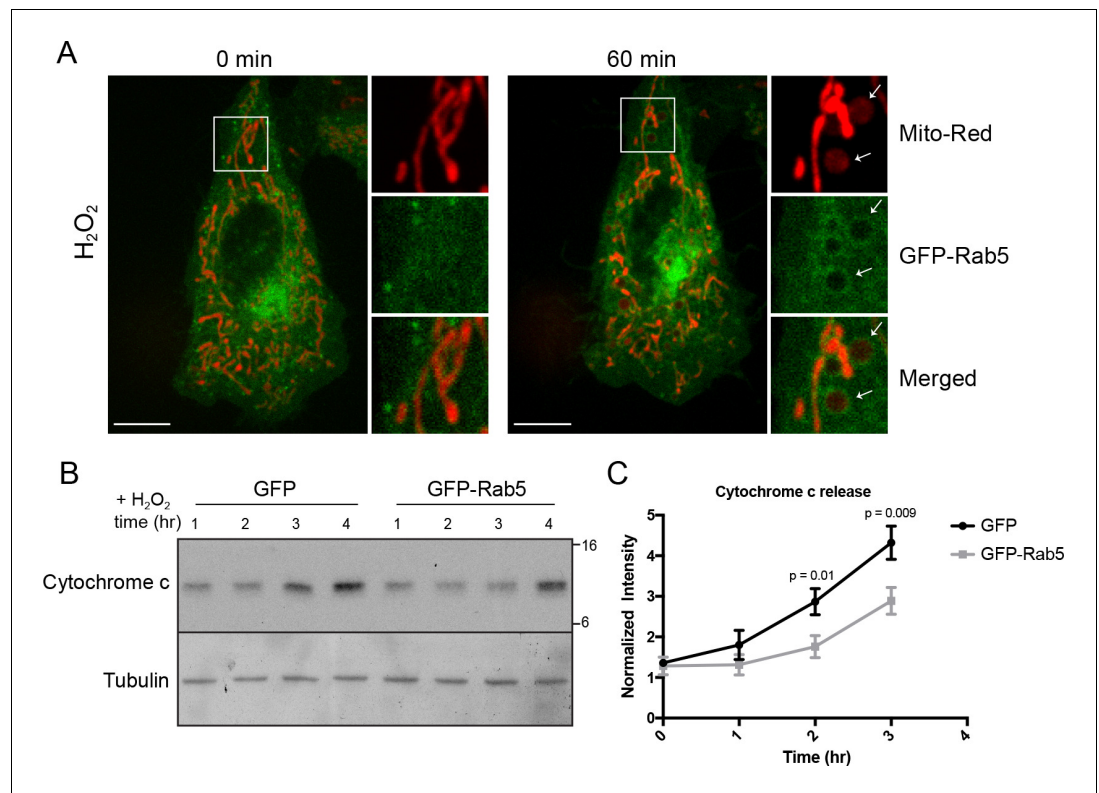 A
0 min
60 min
H₂O₂
Mito-Red
GFP-Rab5
Merged
B
GFP
GFP-Rab5
+ H₂O₂
time (hr) 1 2 3 4 1 2 3 4
16
Cytochrome c
6
Tubulin
C
Cytochrome c release
Normalized Intensity
5
4
3
2
1
0
p = 0.01
p = 0.009
GFP
GFP-Rab5
0 1 2 3 4
Time (hr)